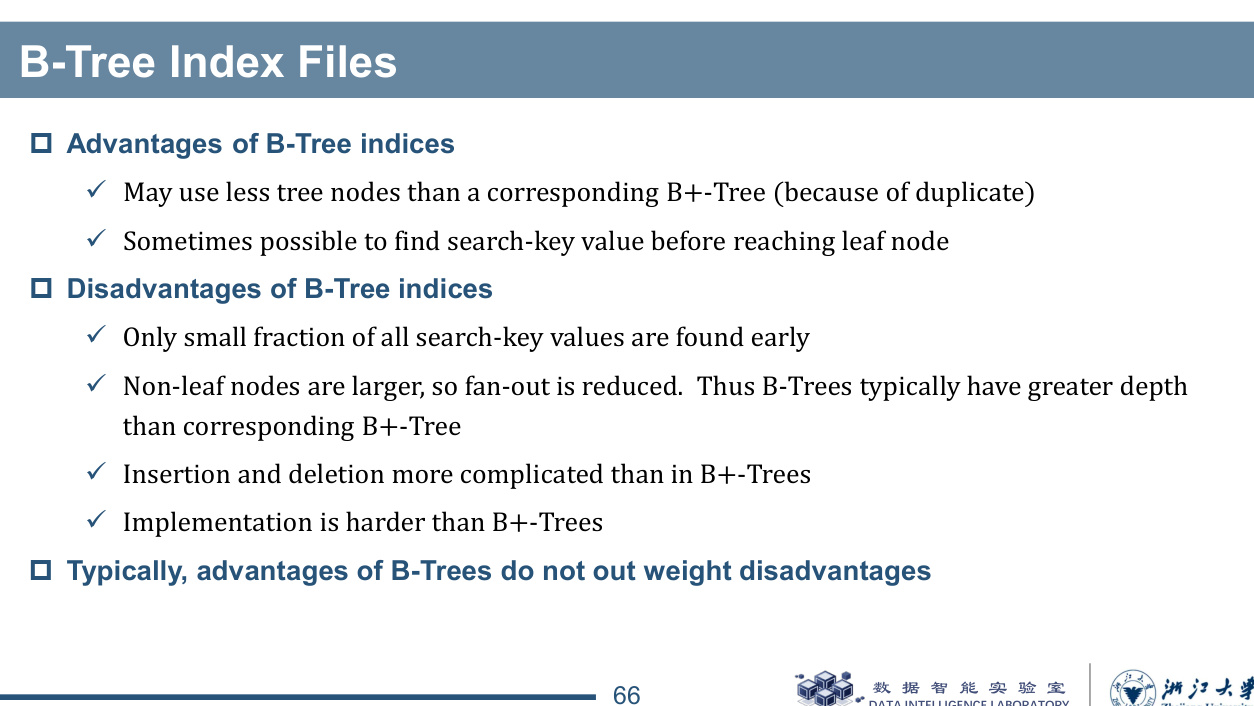 B-Tree Index Files
Advantages of B-Tree indices
May use less tree nodes than a corresponding B+-Tree (because of duplicate)
Sometimes possible to find search-key value before reaching leaf node
Disadvantages of B-Tree indices
Only small fraction of all search-key values are found early
Non-leaf nodes are larger, so fan-out is reduced.  Thus B-Trees typically have greater depth
than corresponding B+-Tree
Insertion and deletion more complicated than in B+-Trees
Implementation is harder than B+-Trees
Typically, advantages of B-Trees do not out weight disadvantages
66
数据智能实验室
DATA INTELLIGENCE LABORATORY
浙江大学